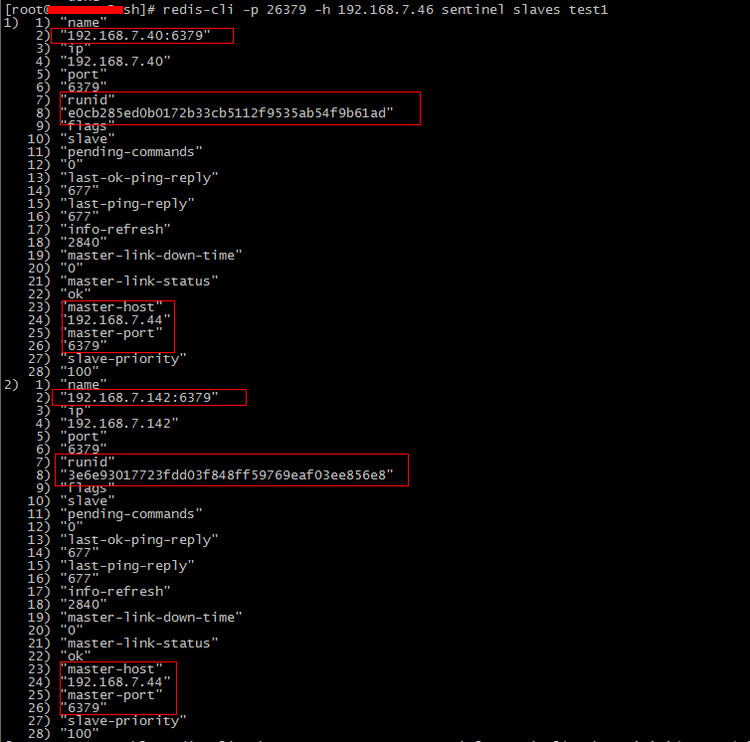 [root@ sh]# redis-cli -p 26379 -h 192.168.7.46 sentinel slaves test1
1)  1) "name"
2) "192.168.7.40:6379"
3) "ip"
4) "192.168.7.40"
5) "port"
6) "6379"
7) "runid"
8) "e0cb285ed0b0172b33cb5112f9535ab54f9b61ad"
9) "flags"
10) "slave"
11) "pending-commands"
12) "0"
13) "last-ok-ping-reply"
14) "677"
15) "last-ping-reply"
16) "677"
17) "info-refresh"
18) "2840"
19) "master-link-down-time"
20) "0"
21) "master-link-status"
22) "ok"
23) "master-host"
24) "192.168.7.44"
25) "master-port"
26) "6379"
27) "slave-priority"
28) "100"
2)  1) "name"
2) "192.168.7.142:6379"
3) "ip"
4) "192.168.7.142"
5) "port"
6) "6379"
7) "runid"
8) "3e6e93017723fdd03f848ff59769eaf03ee856e8"
9) "flags"
10) "slave"
11) "pending-commands"
12) "0"
13) "last-ok-ping-reply"
14) "677"
15) "last-ping-reply"
16) "677"
17) "info-refresh"
18) "2840"
19) "master-link-down-time"
20) "0"
21) "master-link-status"
22) "ok"
23) "master-host"
24) "192.168.7.44"
25) "master-port"
26) "6379"
27) "slave-priority"
28) "100"